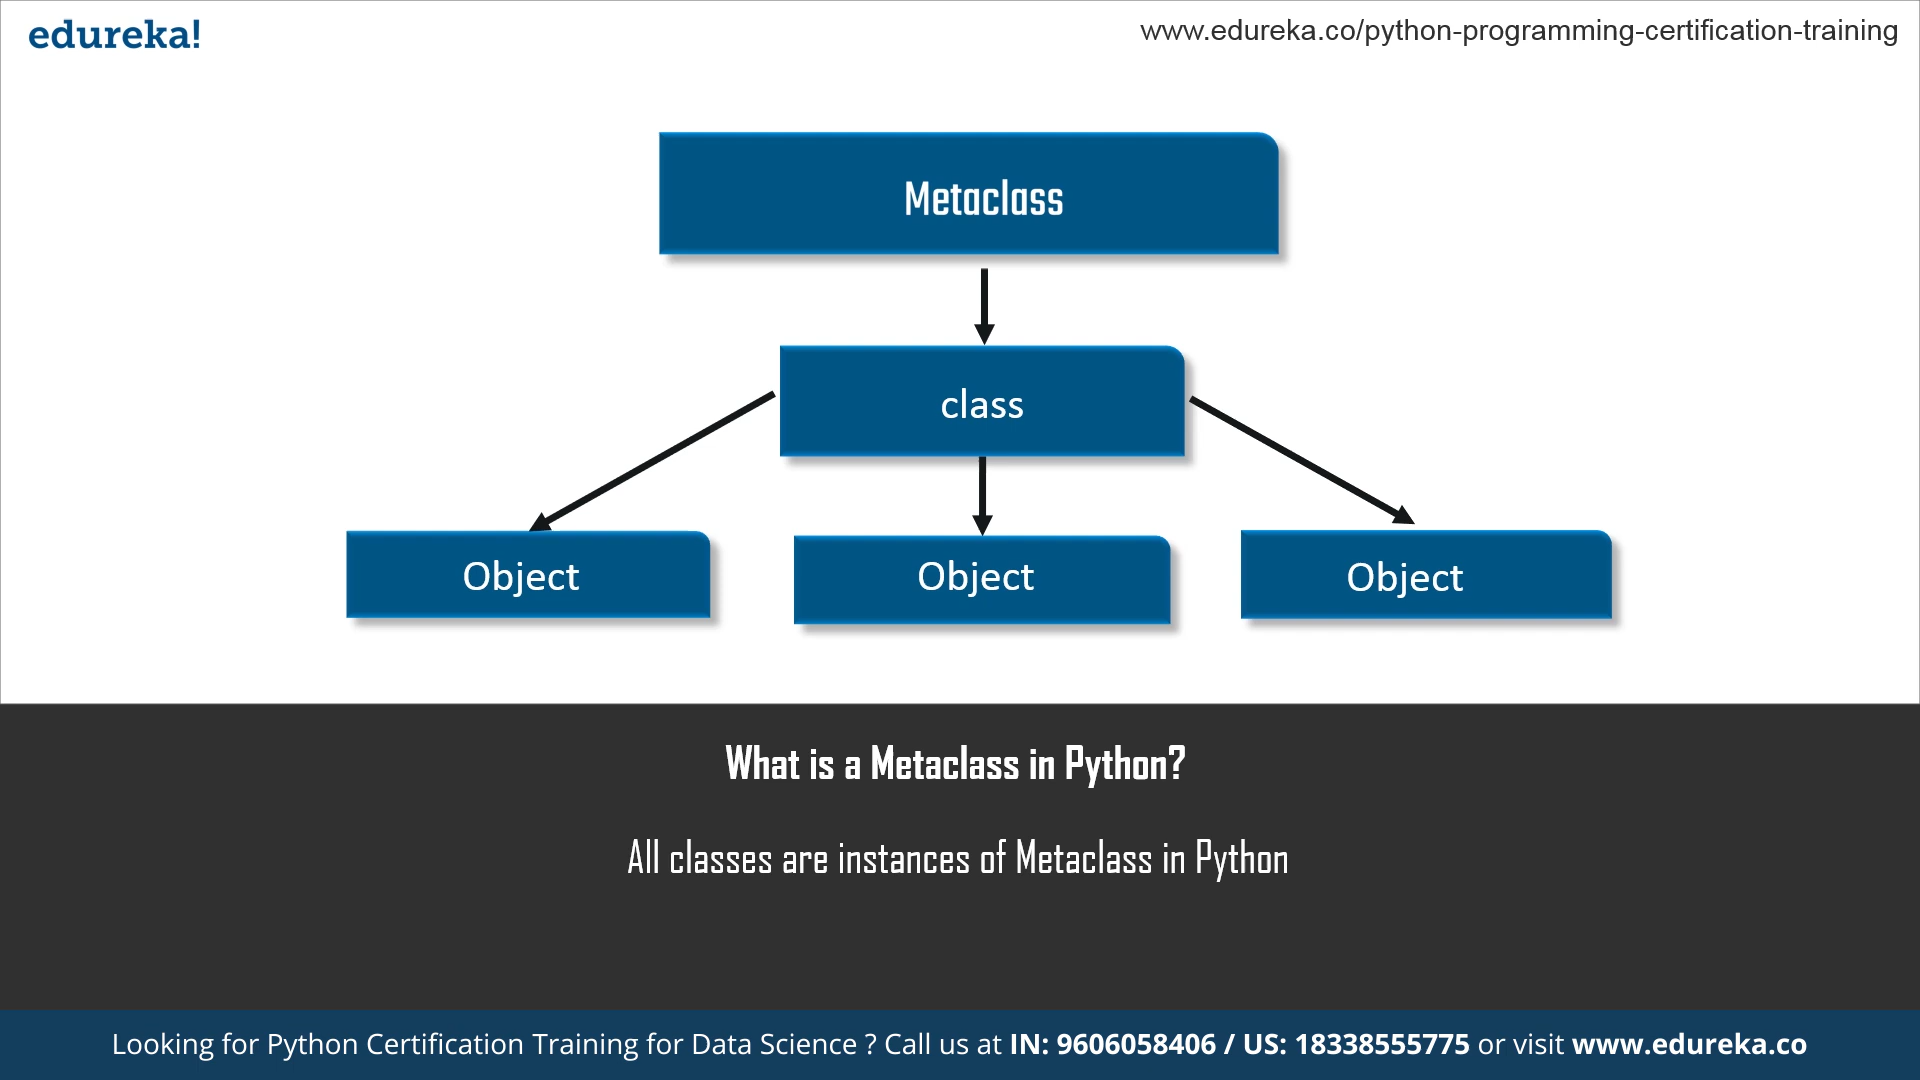 edureka!
www.edureka.co/python-programming-certification-training
Metaclass
class
Object
Object
Object
What is a Metaclass in Python?
All classes are instances of Metaclass in Python
Looking for Python Certification Training for Data Science ? Call us at IN: 9606058406 / US: 18338555775 or visit www.edureka.co